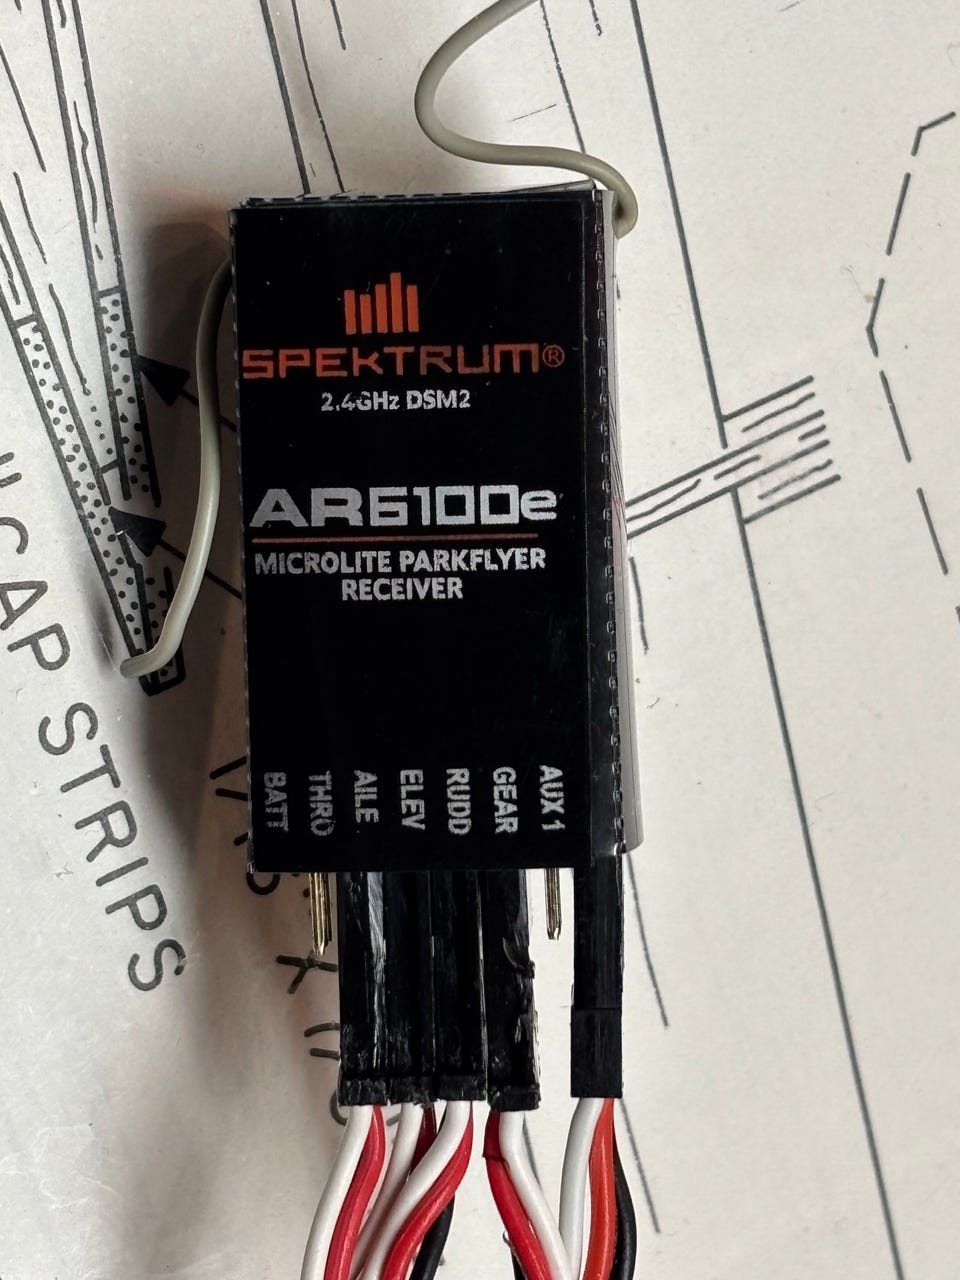 SPEKTRUM®
2.4GHz DSM2
AR6100e
MICROLITE PARKFLYER
RECEIVER
BATT
THRO
AILE
ELEV
RUDD
GEAR
AUX 1
CAP STRIPS